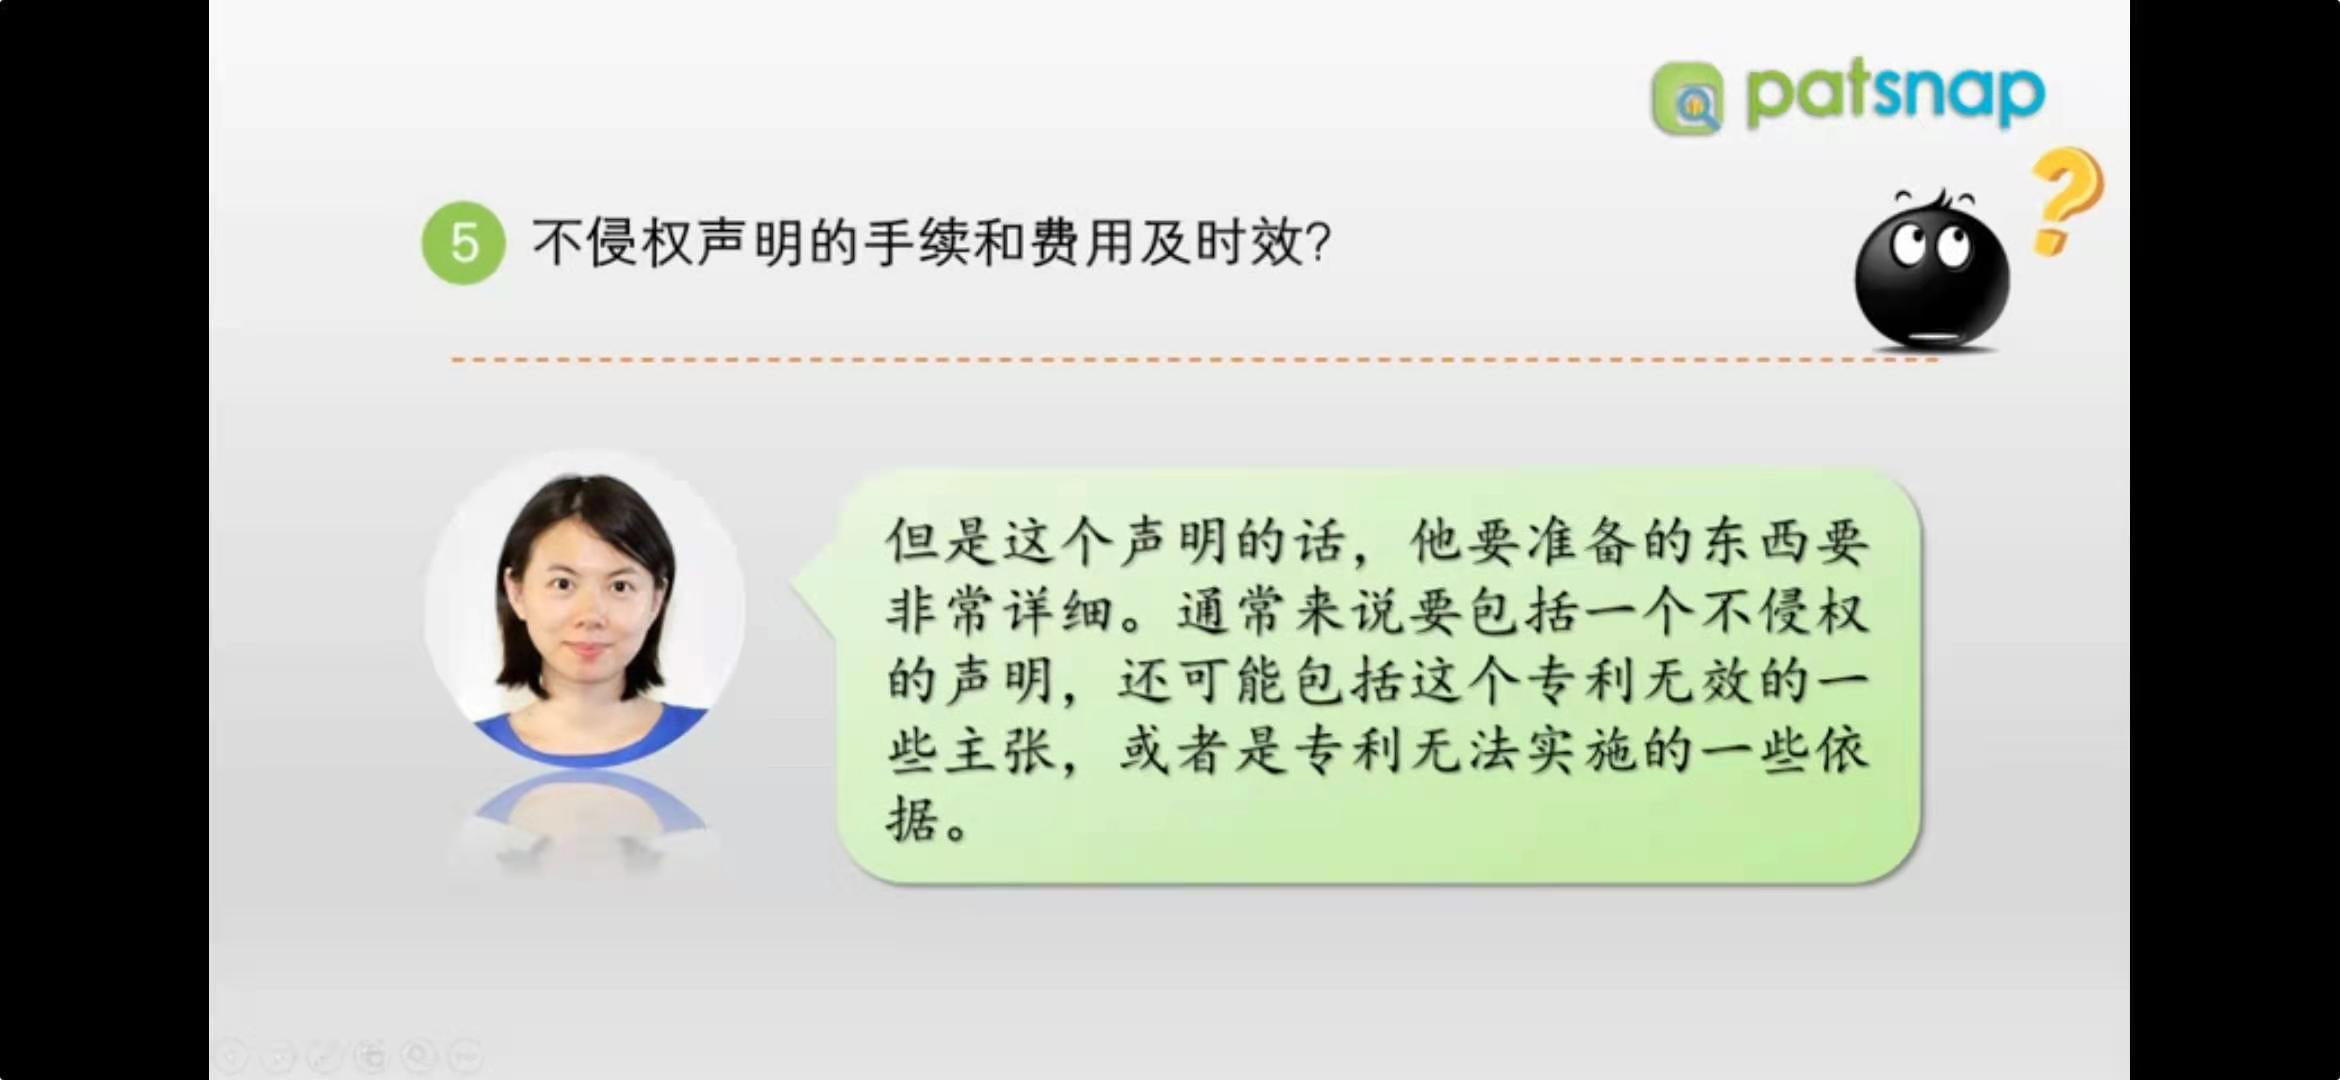 patsnap
5 不侵权声明的手续和费用及时效?
但是这个声明的话，他要准备的东西要
非常详细。通常来说要包括一个不侵权
的声明，还可能包括这个专利无效的一
些主张，或者是专利无法实施的一些依
据。